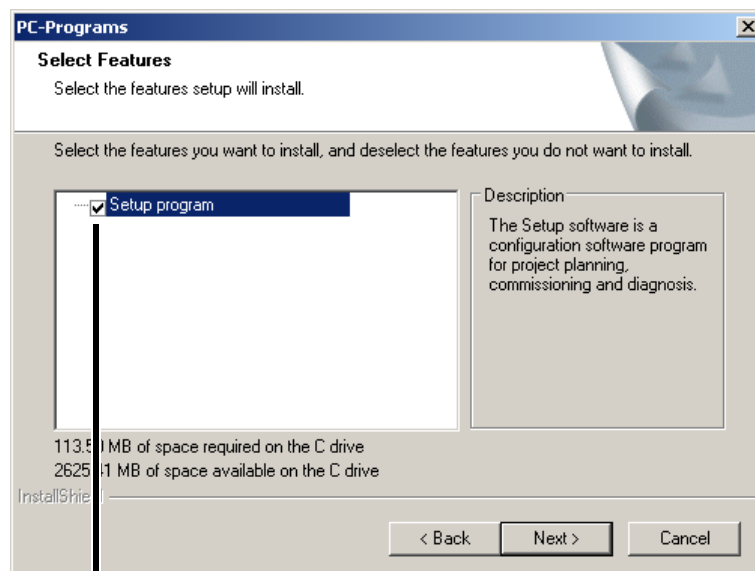 PC-Programs
Select Features
Select the features setup will install.
Select the features you want to install, and deselect the features you do not want to install.
Setup program
Description
The Setup software is a
configuration software program
for project planning,
commissioning and diagnosis.
MB of space required on the C drive
MB of space available on the C drive
< Back
Next >
Cancel